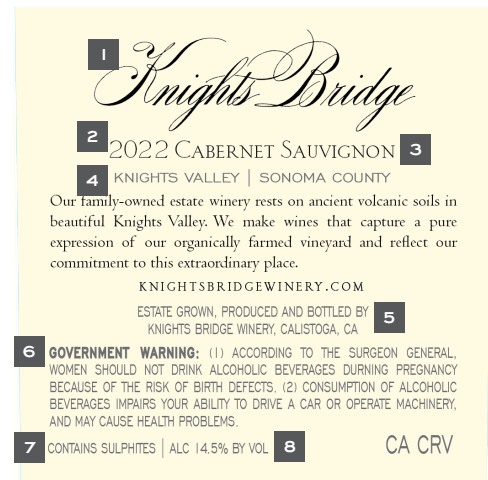 1 Knights Bridge
2 2022 CABERNET SAUVIGNON 3
4 KNIGHTS VALLEY | SONOMA COUNTY
Our family-owned estate winery rests on ancient volcanic soils in
beautiful Knights Valley. We make wines that capture a pure
expression of our organically farmed vineyard and reflect our
commitment to this extraordinary place.
KNIGHTSBRIDGEWINERY.COM
ESTATE GROWN, PRODUCED AND BOTTLED BY 5
KNIGHTS BRIDGE WINERY, CALISTOGA, CA
6 GOVERNMENT WARNING: (1) ACCORDING TO THE SURGEON GENERAL,
WOMEN SHOULD NOT DRINK ALCOHOLIC BEVERAGES DURNING PREGNANCY
BECAUSE OF THE RISK OF BIRTH DEFECTS. (2) CONSUMPTION OF ALCOHOLIC
BEVERAGES IMPAIRS YOUR ABILITY TO DRIVE A CAR OR OPERATE MACHINERY,
AND MAY CAUSE HEALTH PROBLEMS.
7 CONTAINS SULPHITES | ALC 14.5% BY VOL 8 CA CRV